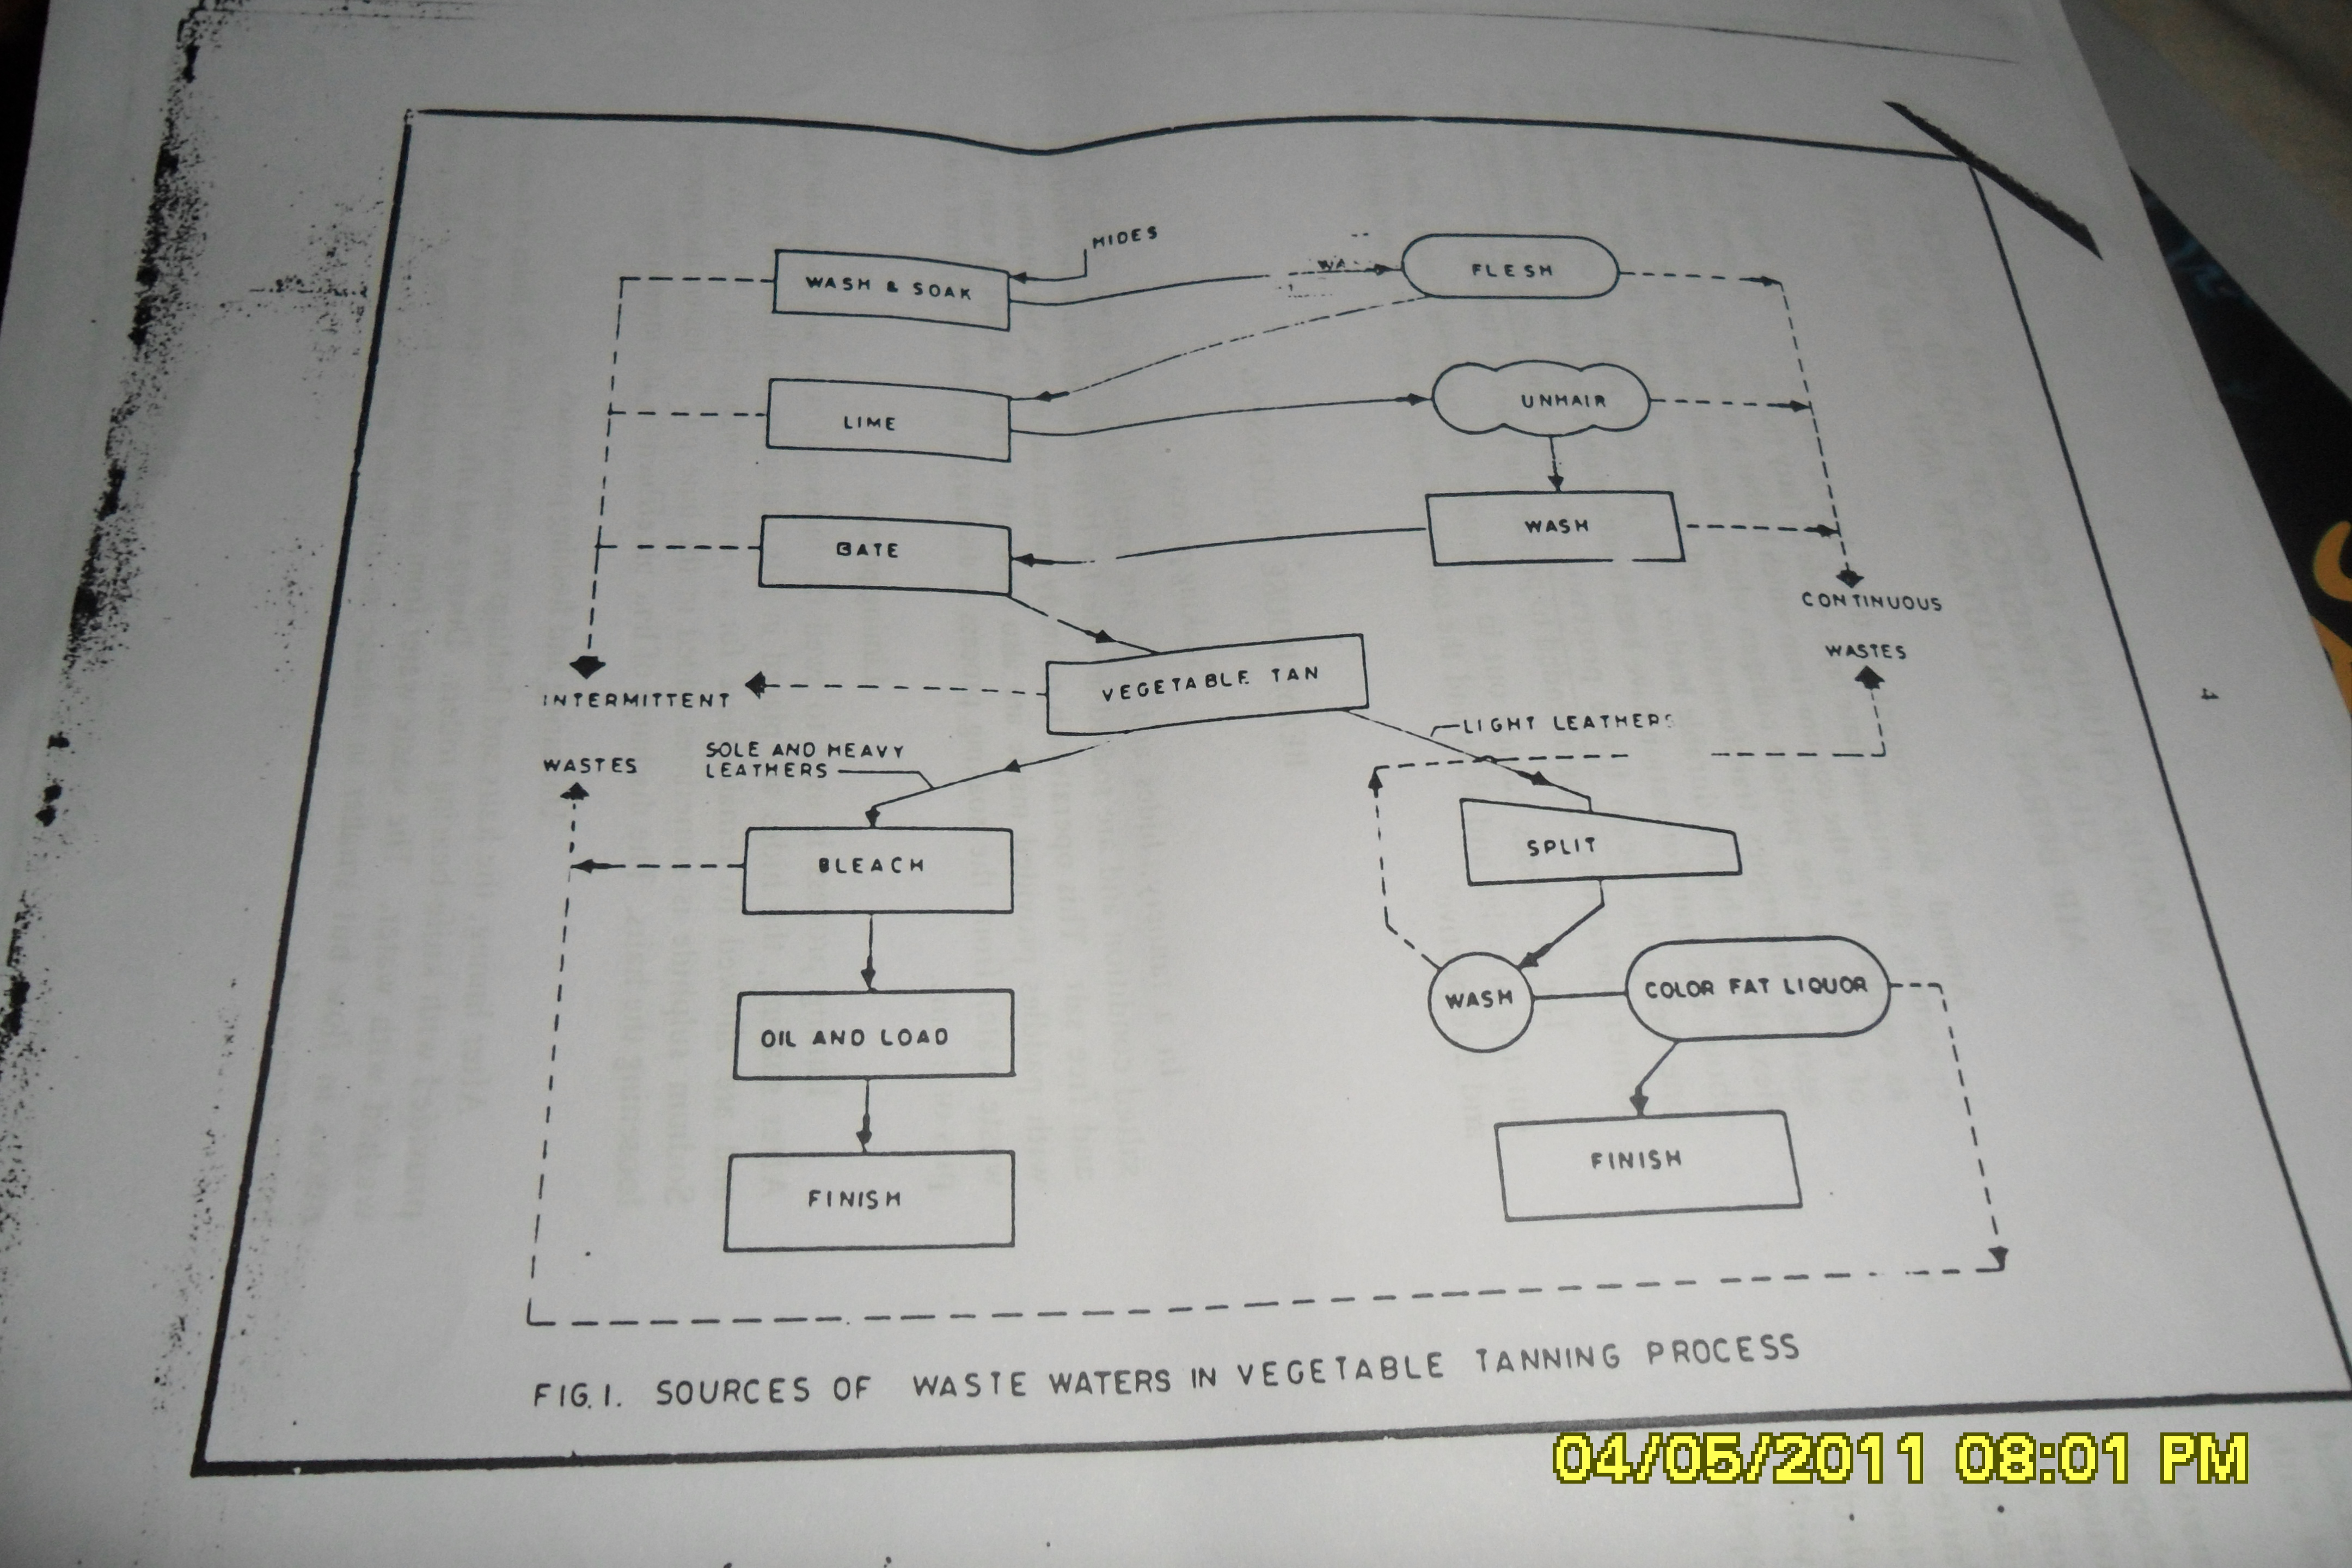 HIDES
WASH & SOAK
FLESH
LIME
UNHAIR
BATE
WASH
CONTINUOUS
WASTES
VEGETABLE TAN
INTERMITTENT
WASTES
LIGHT LEATHERS
SOLE AND HEAVY
LEATHERS
SPLIT
BLEACH
WASH
COLOR FAT LIQUOR
OIL AND LOAD
FINISH
FINISH
4
FIG. 1. SOURCES OF WASTE WATERS IN VEGETABLE TANNING PROCESS
04/05/2011 08:01 PM